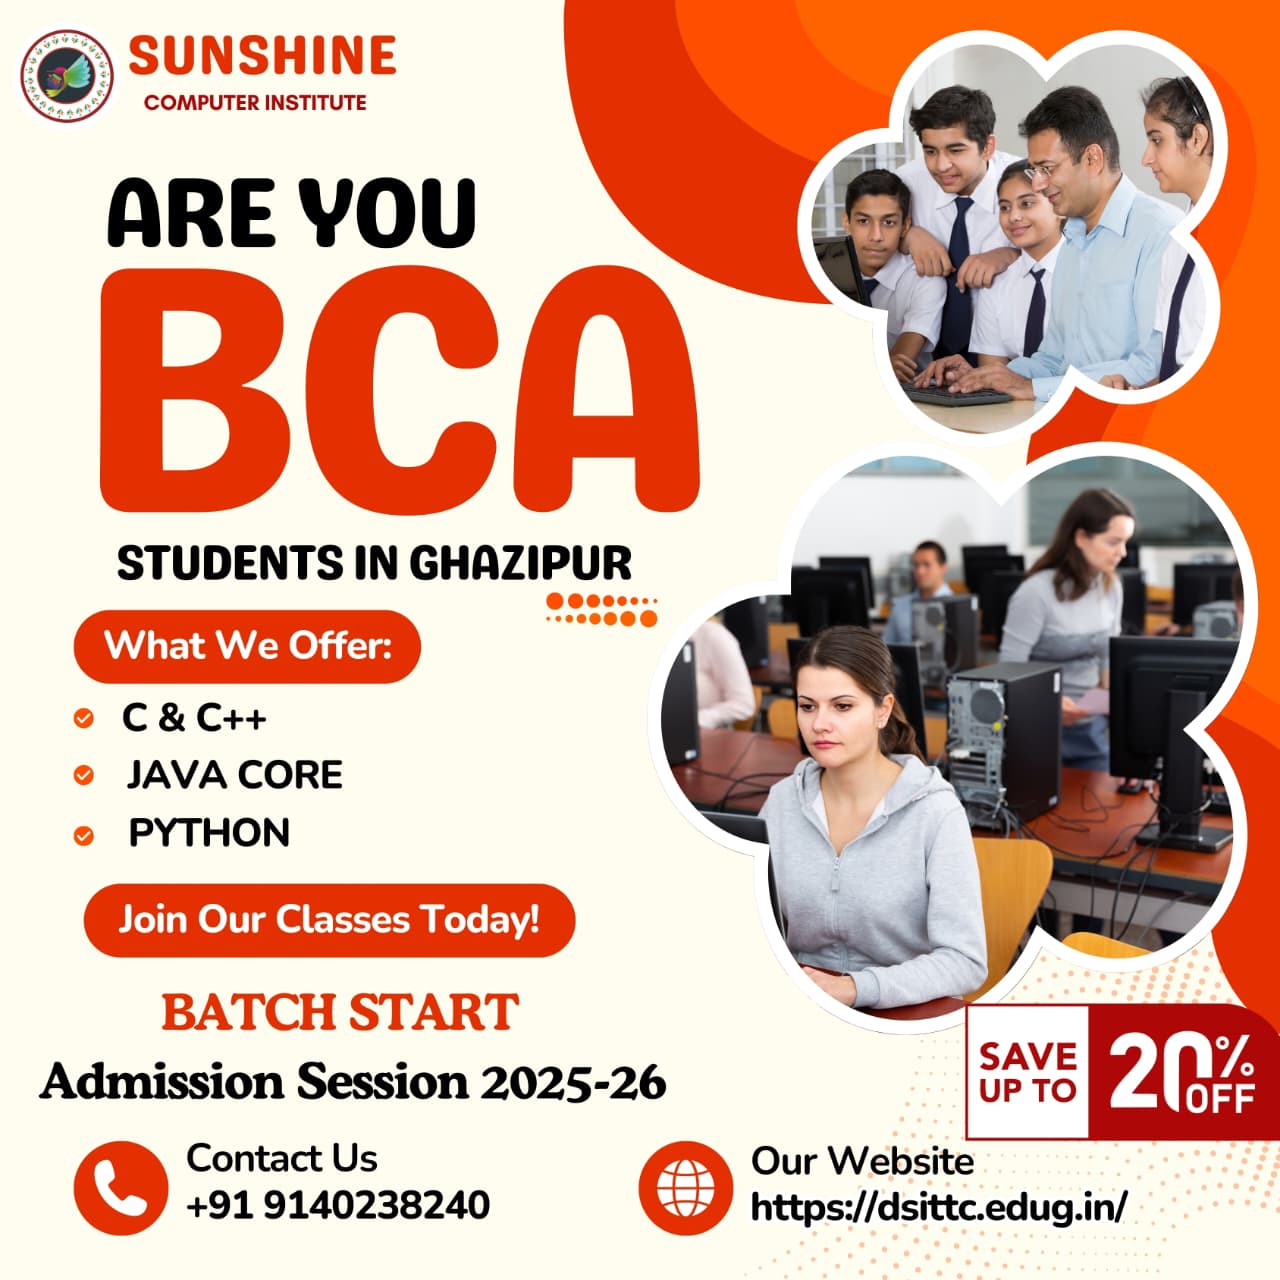 SUNSHINE
COMPUTER INSTITUTE
ARE YOU
BCA
STUDENTS IN GHAZIPUR
What We Offer:
C & C++
JAVA CORE
PYTHON
Join Our Classes Today!
BATCH START
Admission Session 2025-26
SAVE
UP TO
20%
OFF
Contact Us
+91 9140238240
Our Website
https://dsittc.edug.in/